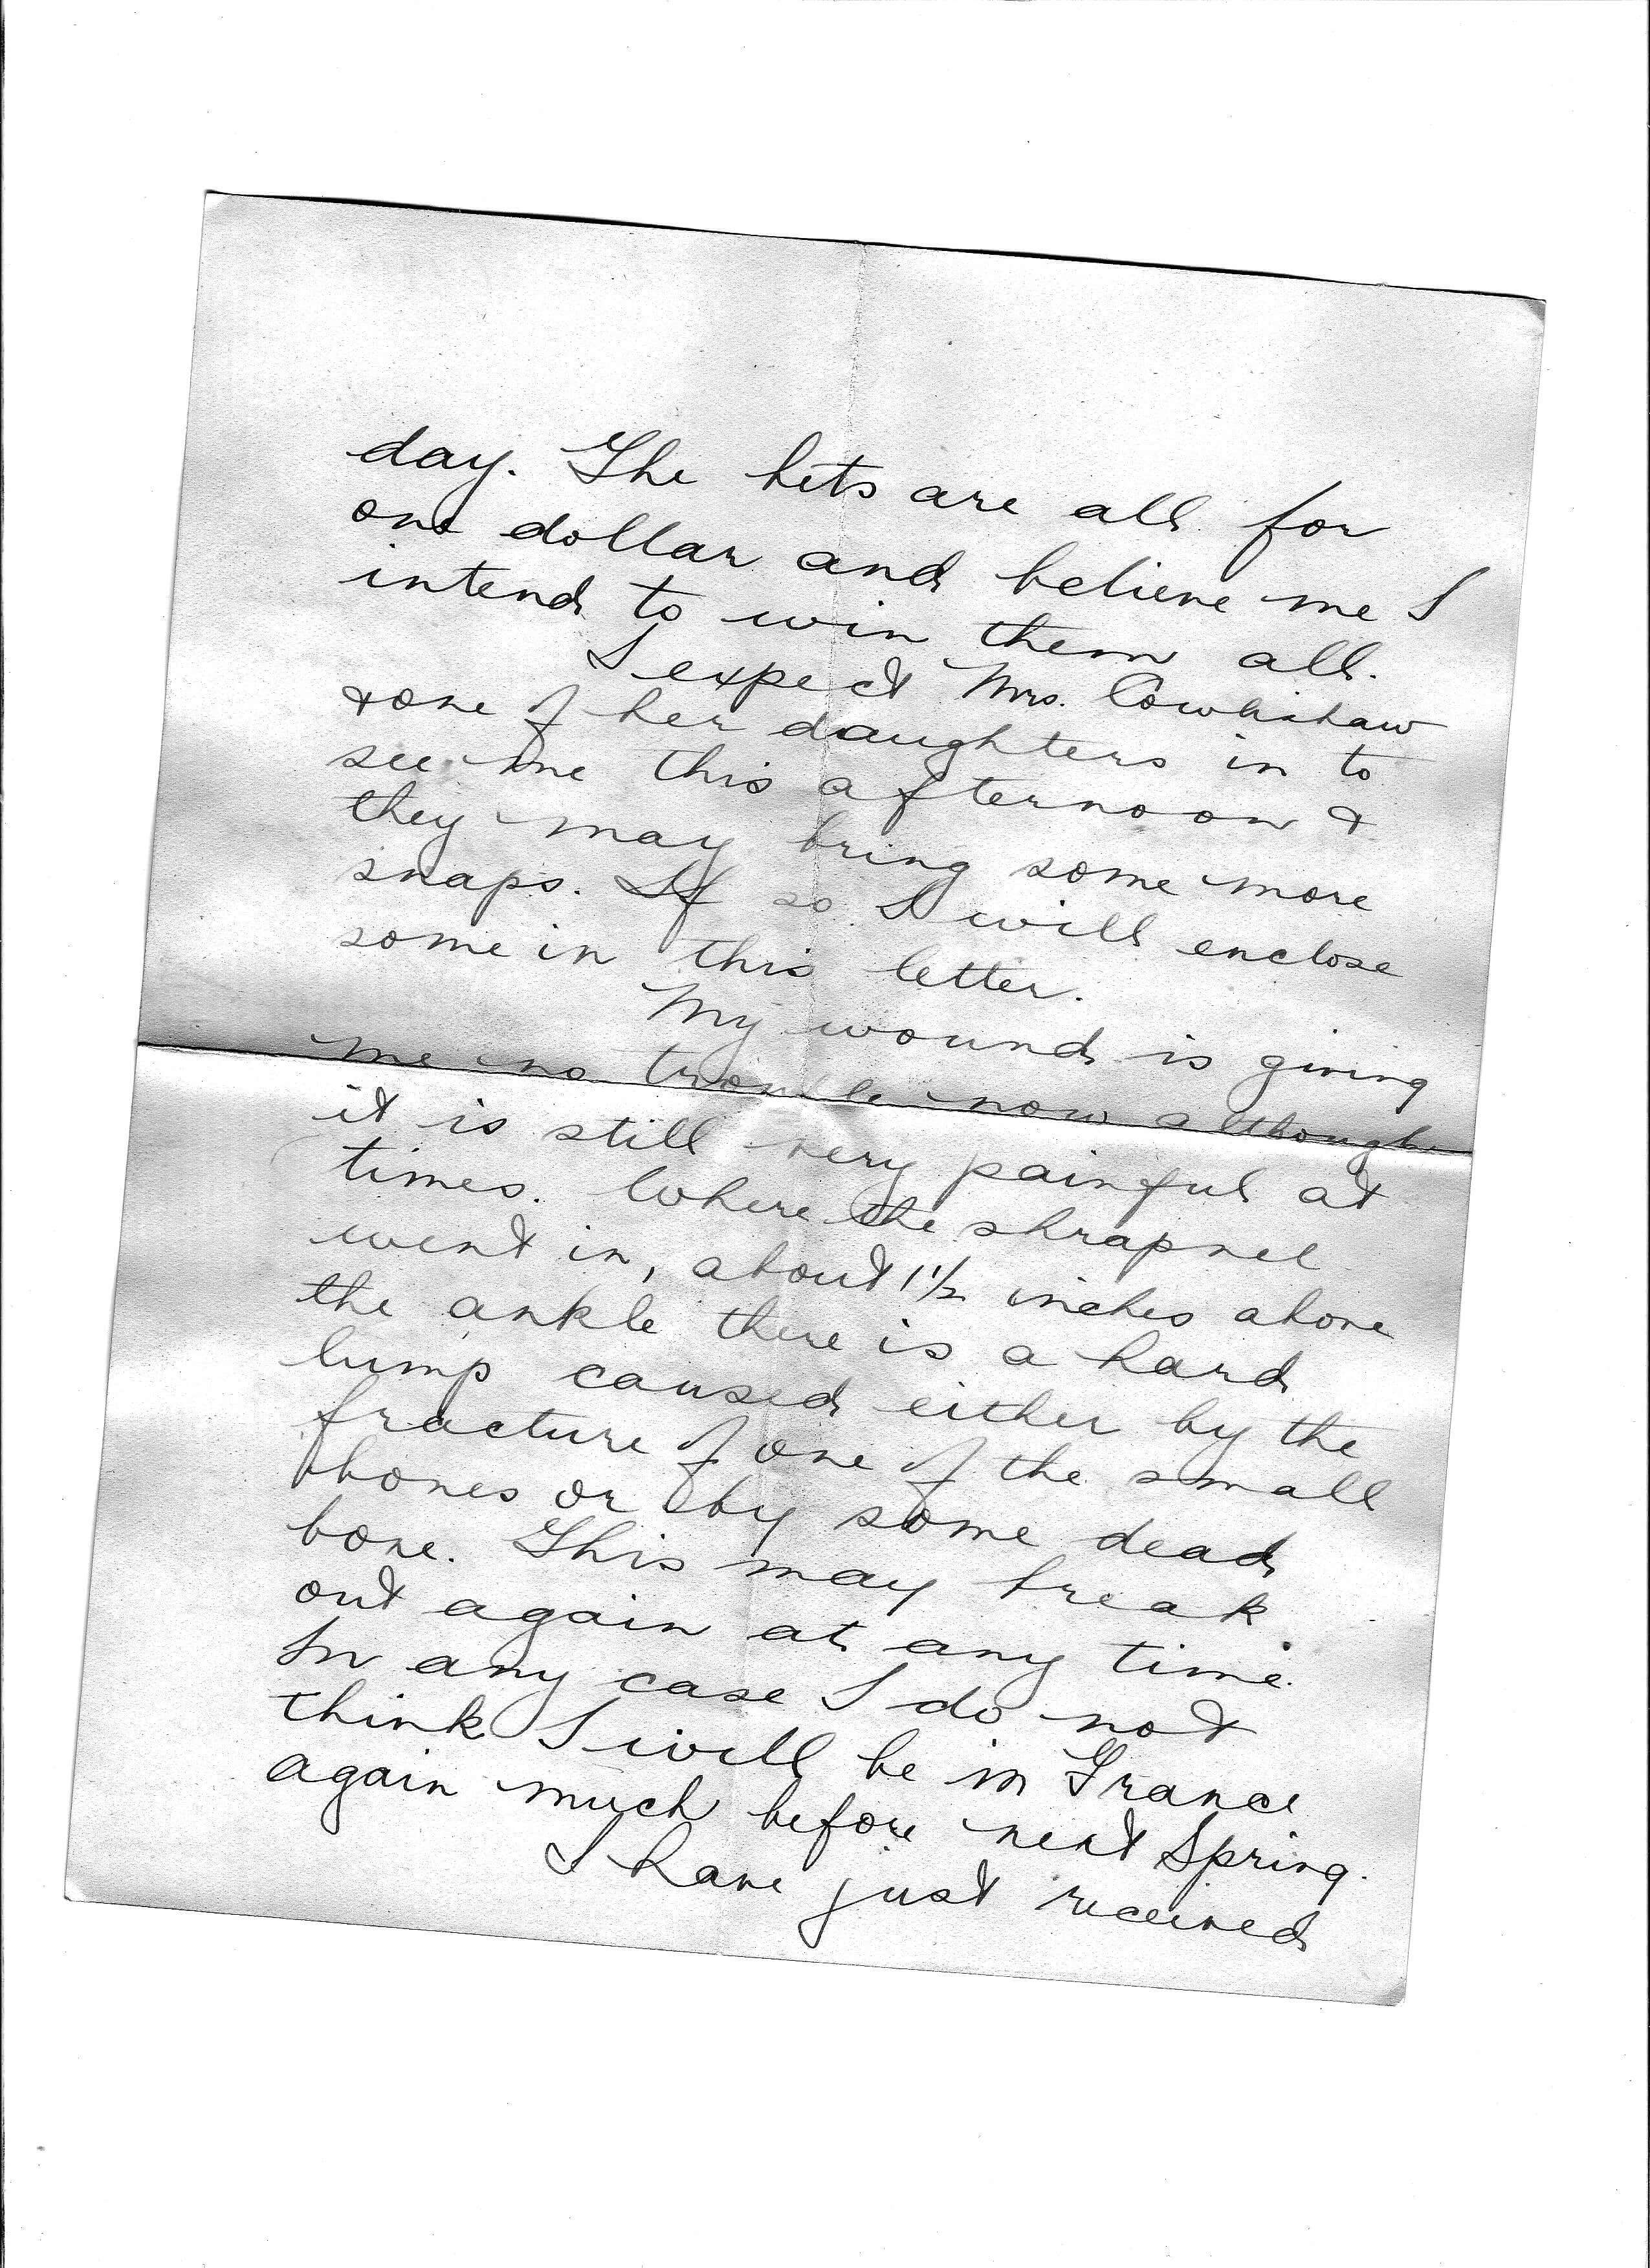 day. The bets are all for
one dollar and believe me I
intend to win them all.
I expect Mrs. Cowlishaw
& one of her daughters in to
see me this afternoon &
they may bring some more
snaps. If so I will enclose
some in this letter.
My wound is giving
me no trouble now although
it is still very painful at
times. Where the shrapnel
went in, about 1 1/2 inches above
the ankle there is a hard
lump caused either by the
fracture of one of the small
bones or by some dead
bone. This may break
out again at any time.
In any case I do not
think I will be in France
again much before next Spring.
I have just received